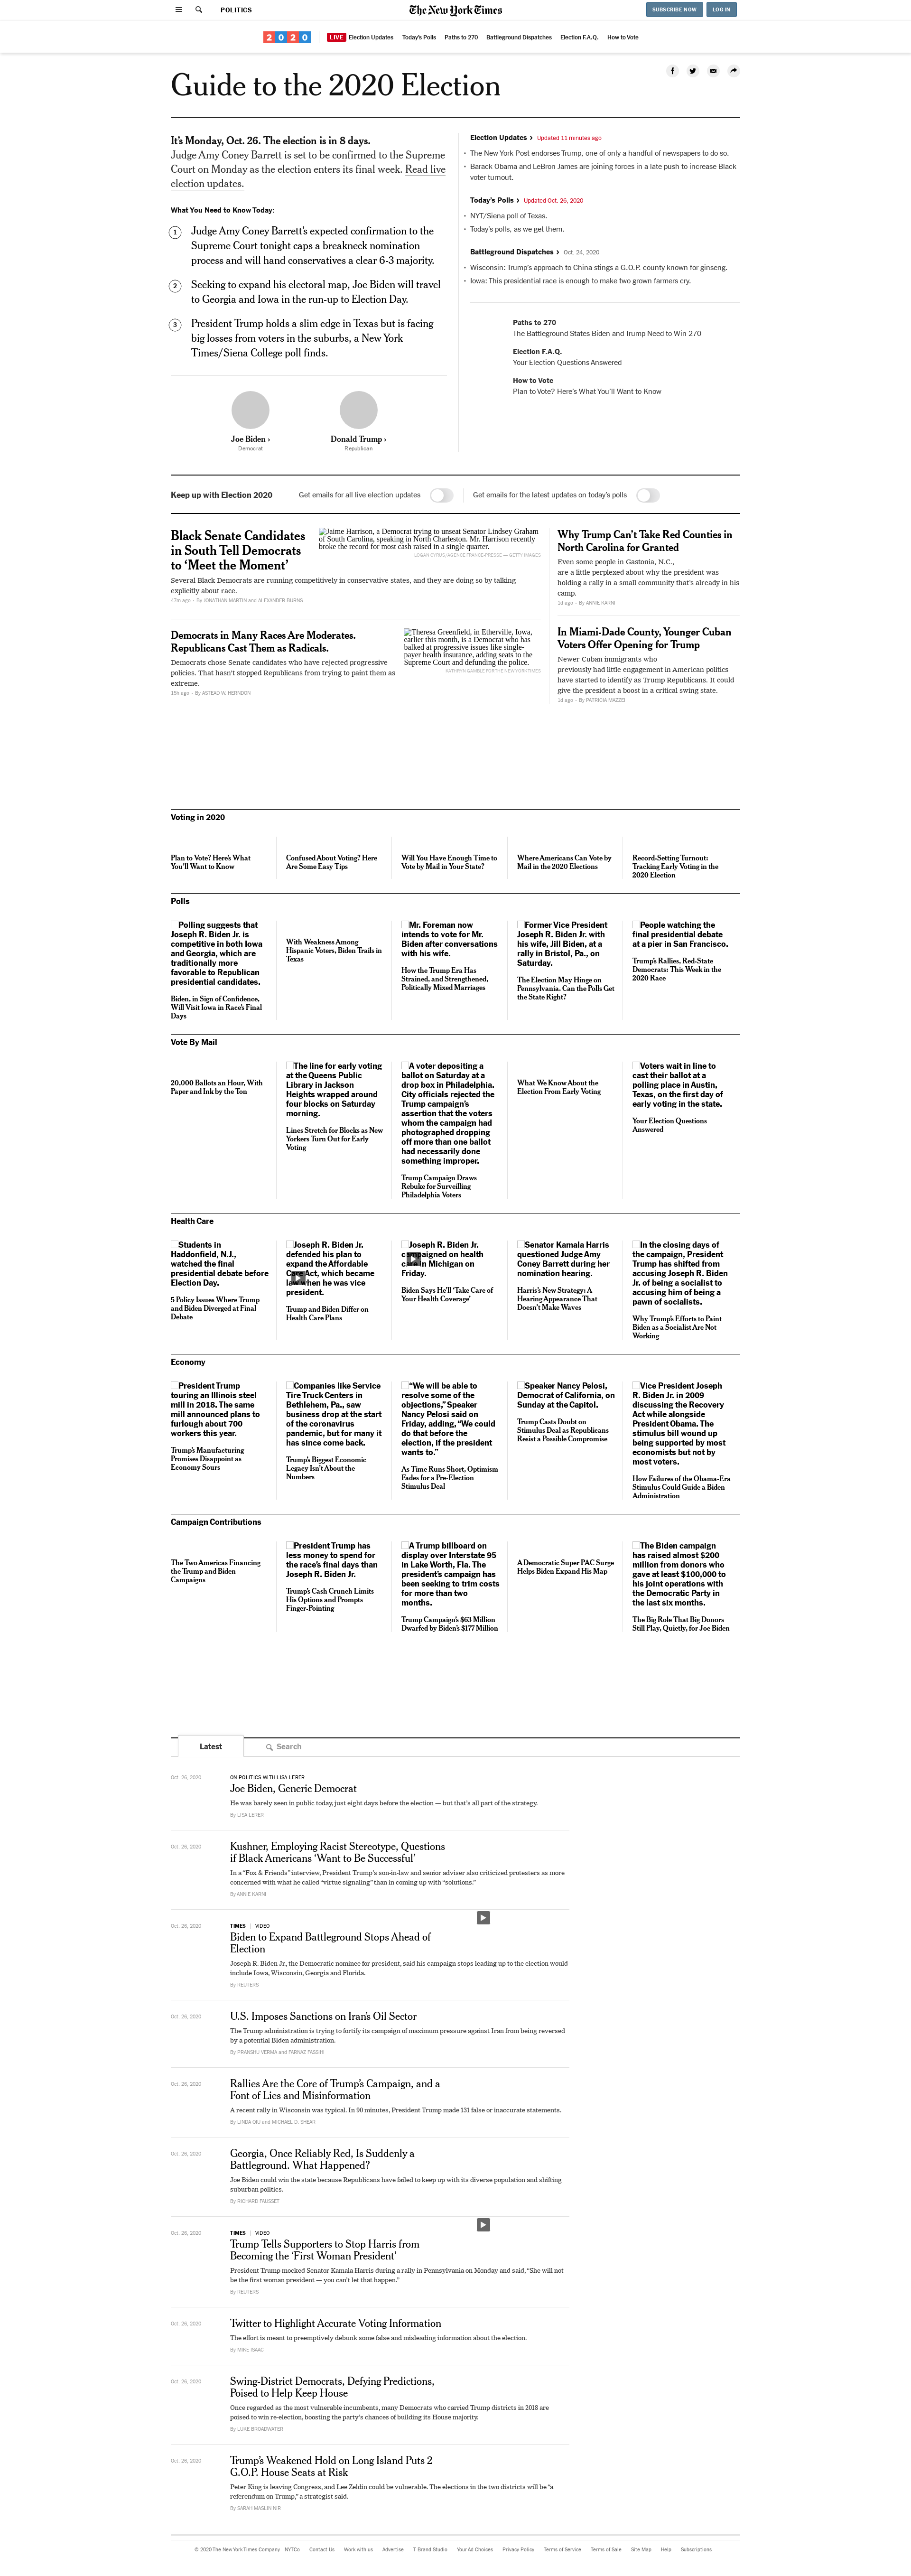 POLITICS
The New York Times
SUBSCRIBE NOW
LOG IN
2020
LIVE Election Updates
Today's Polls
Paths to 270
Battleground Dispatches
Election F.A.Q.
How to Vote
Guide to the 2020 Election
It's Monday, Oct. 26. The election is in 8 days.
Judge Amy Coney Barrett is set to be confirmed to the Supreme
Court on Monday as the election enters its final week. Read live
election updates.
What You Need to Know Today:
1
Judge Amy Coney Barrett's expected confirmation to the
Supreme Court tonight caps a breakneck nomination
process and will hand conservatives a clear 6-3 majority.
2
Seeking to expand his electoral map, Joe Biden will travel
to Georgia and Iowa in the run-up to Election Day.
3
President Trump holds a slim edge in Texas but is facing
big losses from voters in the suburbs, a New York
Times/Siena College poll finds.
Joe Biden ›
Democrat
Donald Trump ›
Republican
Election Updates › Updated 11 minutes ago
• The New York Post endorses Trump, one of only a handful of newspapers to do so.
• Barack Obama and LeBron James are joining forces in a late push to increase Black
voter turnout.
Today's Polls › Updated Oct. 26, 2020
• NYT/Siena poll of Texas.
• Today's polls, as we get them.
Battleground Dispatches › Oct. 24, 2020
• Wisconsin: Trump's approach to China stings a G.O.P. county known for ginseng.
• Iowa: This presidential race is enough to make two grown farmers cry.
Paths to 270
The Battleground States Biden and Trump Need to Win 270
Election F.A.Q.
Your Election Questions Answered
How to Vote
Plan to Vote? Here's What You'll Want to Know
Keep up with Election 2020
Get emails for all live election updates
Get emails for the latest updates on today's polls
Black Senate Candidates
in South Tell Democrats
to 'Meet the Moment'
Jaime Harrison, a Democrat trying to unseat Senator Lindsey Graham
of South Carolina, speaking in North Charleston. Mr. Harrison recently
broke the record for most cash raised in a single quarter.
LOGAN CYRUS/AGENCE FRANCE-PRESSE — GETTY IMAGES
Several Black Democrats are running competitively in conservative states, and they are doing so by talking
explicitly about race.
47m ago – By JONATHAN MARTIN and ALEXANDER BURNS
Democrats in Many Races Are Moderates.
Republicans Cast Them as Radicals.
Democrats chose Senate candidates who have rejected progressive
policies. That hasn't stopped Republicans from trying to paint them as
extreme.
15h ago – By ASTEAD W. HERNDON
Theresa Greenfield, in Etherville, Iowa,
earlier this month, is a Democrat who has
balked at progressive issues like single-
payer health insurance, adding seats to the
Supreme Court and defunding the police.
KATHRYN GAMBLE FOR THE NEW YORK TIMES
Why Trump Can't Take Red Counties in
North Carolina for Granted
Even some people in Gastonia, N.C.,
are a little perplexed about why the president was
holding a rally in a small community that's already in his
camp.
1d ago – By ANNIE KARNI
In Miami-Dade County, Younger Cuban
Voters Offer Opening for Trump
Newer Cuban immigrants who
previously had little engagement in American politics
have started to identify as Trump Republicans. It could
give the president a boost in a critical swing state.
1d ago – By PATRICIA MAZZEI
Voting in 2020
Plan to Vote? Here's What
You'll Want to Know
Confused About Voting? Here
Are Some Easy Tips
Will You Have Enough Time to
Vote by Mail in Your State?
Where Americans Can Vote by
Mail in the 2020 Elections
Record-Setting Turnout:
Tracking Early Voting in the
2020 Election
Polls
Polling suggests that
Joseph R. Biden Jr. is
competitive in both Iowa
and Georgia, which are
traditionally more
favorable to Republican
presidential candidates.
Biden, in Sign of Confidence,
Will Visit Iowa in Race's Final
Days
With Weakness Among
Hispanic Voters, Biden Trails in
Texas
Mr. Foreman now
intends to vote for Mr.
Biden after conversations
with his wife.
How the Trump Era Has
Strained, and Strengthened,
Politically Mixed Marriages
Former Vice President
Joseph R. Biden Jr. with
his wife, Jill Biden, at a
rally in Bristol, Pa., on
Saturday.
The Election May Hinge on
Pennsylvania. Can the Polls Get
the State Right?
People watching the
final presidential debate
at a pier in San Francisco.
Trump's Rallies, Red-State
Democrats: This Week in the
2020 Race
Vote By Mail
20,000 Ballots an Hour, With
Paper and Ink by the Ton
The line for early voting
at the Queens Public
Library in Jackson
Heights wrapped around
four blocks on Saturday
morning.
Lines Stretch for Blocks as New
Yorkers Turn Out for Early
Voting
A voter depositing a
ballot on Saturday at a
drop box in Philadelphia.
City officials rejected the
Trump campaign's
assertion that the voters
whom the campaign had
photographed dropping
off more than one ballot
had necessarily done
something improper.
Trump Campaign Draws
Rebuke for Surveilling
Philadelphia Voters
What We Know About the
Election From Early Voting
Voters wait in line to
cast their ballot at a
polling place in Austin,
Texas, on the first day of
early voting in the state.
Your Election Questions
Answered
Health Care
Students in
Haddonfield, N.J.,
watched the final
presidential debate before
Election Day.
5 Policy Issues Where Trump
and Biden Diverged at Final
Debate
Joseph R. Biden Jr.
defended his plan to
expand the Affordable
Act, which became
when he was vice
president.
Trump and Biden Differ on
Health Care Plans
Joseph R. Biden Jr.
campaigned on health
in Michigan on
Friday.
Biden Says He'll 'Take Care of
Your Health Coverage'
Senator Kamala Harris
questioned Judge Amy
Coney Barrett during her
nomination hearing.
Harris's New Strategy: A
Hearing Appearance That
Doesn't Make Waves
In the closing days of
the campaign, President
Trump has shifted from
accusing Joseph R. Biden
Jr. of being a socialist to
accusing him of being a
pawn of socialists.
Why Trump's Efforts to Paint
Biden as a Socialist Are Not
Working
Economy
President Trump
touring an Illinois steel
mill in 2018. The same
mill announced plans to
furlough about 700
workers this year.
Trump's Manufacturing
Promises Disappoint as
Economy Sours
Companies like Service
Tire Truck Centers in
Bethlehem, Pa., saw
business drop at the start
of the coronavirus
pandemic, but for many it
has since come back.
Trump's Biggest Economic
Legacy Isn't About the
Numbers
"We will be able to
resolve some of the
objections," Speaker
Nancy Pelosi said on
Friday, adding, "We could
do that before the
election, if the president
wants to."
As Time Runs Short, Optimism
Fades for a Pre-Election
Stimulus Deal
Speaker Nancy Pelosi,
Democrat of California, on
Sunday at the Capitol.
Trump Casts Doubt on
Stimulus Deal as Republicans
Resist a Possible Compromise
Vice President Joseph
R. Biden Jr. in 2009
discussing the Recovery
Act while alongside
President Obama. The
stimulus bill wound up
being supported by most
economists but not by
most voters.
How Failures of the Obama-Era
Stimulus Could Guide a Biden
Administration
Campaign Contributions
The Two Americas Financing
the Trump and Biden
Campaigns
President Trump has
less money to spend for
the race's final days than
Joseph R. Biden Jr.
Trump's Cash Crunch Limits
His Options and Prompts
Finger-Pointing
A Trump billboard on
display over Interstate 95
in Lake Worth, Fla. The
president's campaign has
been seeking to trim costs
for more than two
months.
Trump Campaign's $63 Million
Dwarfed by Biden's $177 Million
A Democratic Super PAC Surge
Helps Biden Expand His Map
The Biden campaign
has raised almost $200
million from donors who
gave at least $100,000 to
his joint operations with
the Democratic Party in
the last six months.
The Big Role That Big Donors
Still Play, Quietly, for Joe Biden
Latest
Search
Oct. 26, 2020
ON POLITICS WITH LISA LERER
Joe Biden, Generic Democrat
He was barely seen in public today, just eight days before the election — but that's all part of the strategy.
By LISA LERER
Oct. 26, 2020
Kushner, Employing Racist Stereotype, Questions
if Black Americans 'Want to Be Successful'
In a "Fox & Friends" interview, President Trump's son-in-law and senior adviser also criticized protesters as more
concerned with what he called "virtue signaling" than in coming up with "solutions."
By ANNIE KARNI
Oct. 26, 2020
TIMES | VIDEO
Biden to Expand Battleground Stops Ahead of
Election
Joseph R. Biden Jr., the Democratic nominee for president, said his campaign stops leading up to the election would
include Iowa, Wisconsin, Georgia and Florida.
By REUTERS
Oct. 26, 2020
U.S. Imposes Sanctions on Iran's Oil Sector
The Trump administration is trying to fortify its campaign of maximum pressure against Iran from being reversed
by a potential Biden administration.
By PRANSHU VERMA and FARNAZ FASSIHI
Oct. 26, 2020
Rallies Are the Core of Trump's Campaign, and a
Font of Lies and Misinformation
A recent rally in Wisconsin was typical. In 90 minutes, President Trump made 131 false or inaccurate statements.
By LINDA QIU and MICHAEL D. SHEAR
Oct. 26, 2020
Georgia, Once Reliably Red, Is Suddenly a
Battleground. What Happened?
Joe Biden could win the state because Republicans have failed to keep up with its diverse population and shifting
suburban politics.
By RICHARD FAUSSET
Oct. 26, 2020
TIMES | VIDEO
Trump Tells Supporters to Stop Harris from
Becoming the 'First Woman President'
President Trump mocked Senator Kamala Harris during a rally in Pennsylvania on Monday and said, "She will not
be the first woman president — you can't let that happen."
By REUTERS
Oct. 26, 2020
Twitter to Highlight Accurate Voting Information
The effort is meant to preemptively debunk some false and misleading information about the election.
By MIKE ISAAC
Oct. 26, 2020
Swing-District Democrats, Defying Predictions,
Poised to Help Keep House
Once regarded as the most vulnerable incumbents, many Democrats who carried Trump districts in 2018 are
poised to win re-election, boosting the party's chances of building its House majority.
By LUKE BROADWATER
Oct. 26, 2020
Trump's Weakened Hold on Long Island Puts 2
G.O.P. House Seats at Risk
Peter King is leaving Congress, and Lee Zeldin could be vulnerable. The elections in the two districts will be "a
referendum on Trump," a strategist said.
By SARAH MASLIN NIR
© 2020 The New York Times Company
NYTCo
Contact Us
Work with us
Advertise
T Brand Studio
Your Ad Choices
Privacy Policy
Terms of Service
Terms of Sale
Site Map
Help
Subscriptions